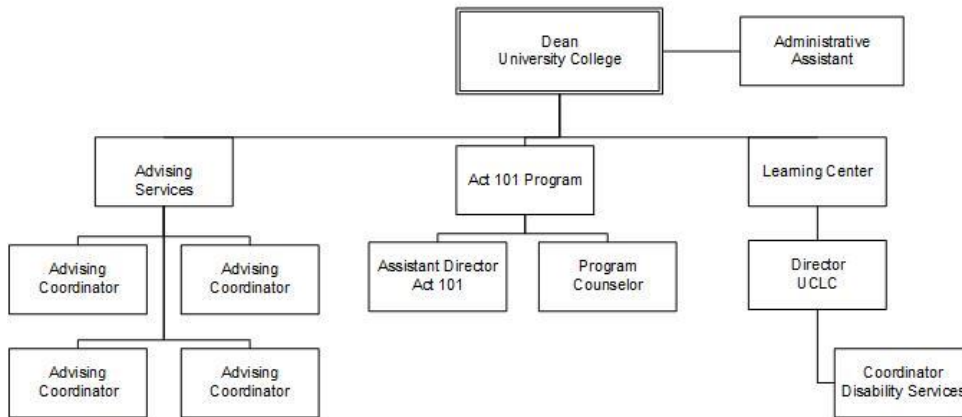 Dean
University College
Administrative
Assistant
Advising
Services
Act 101 Program
Learning Center
Advising
Coordinator
Advising
Coordinator
Assistant Director
Act 101
Program
Counselor
Director
UCLC
Advising
Coordinator
Advising
Coordinator
Coordinator
Disability Services